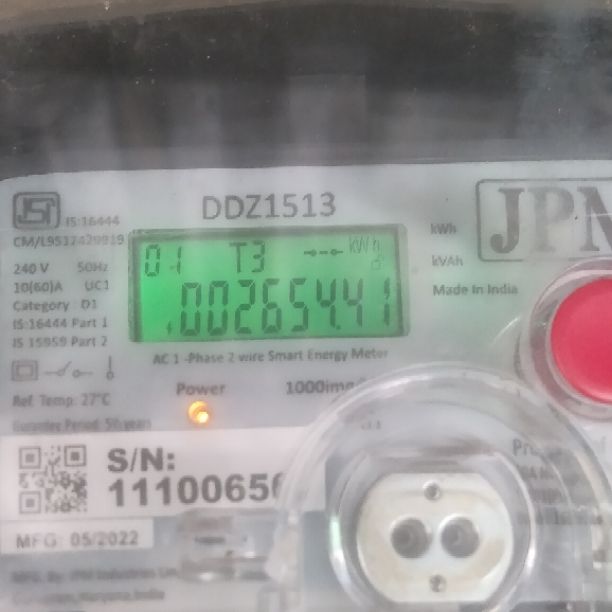 DDZ1513
IS:16444
CM/L9517429919
240 V 50Hz
10(60)A UC1
Category : D1
IS:16444 Part 1
IS 15959 Part 2
01 T3 kWh
002654.41
kWh
kVAh
Made In India
JPM
AC 1 -Phase 2 wire Smart Energy Meter
Power 1000imp/
Ref. Temp. 27°C
S/N:
1110065
MFG: 05/2022